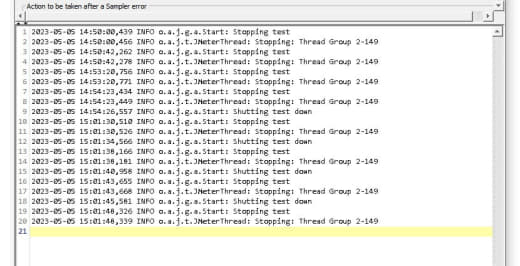 Action to be taken after a Sampler error
1 2023-05-05 14:50:00,439 INFO o.a.j.g.a.Start: Stopping test
2 2023-05-05 14:50:00,456 INFO o.a.j.t.JMeterThread: Stopping: Thread Group 2-149
3 2023-05-05 14:50:42,262 INFO o.a.j.g.a.Start: Stopping test
4 2023-05-05 14:50:42,278 INFO o.a.j.t.JMeterThread: Stopping: Thread Group 2-149
5 2023-05-05 14:53:20,756 INFO o.a.j.g.a.Start: Stopping test
6 2023-05-05 14:53:20,771 INFO o.a.j.t.JMeterThread: Stopping: Thread Group 2-149
7 2023-05-05 14:54:23,434 INFO o.a.j.g.a.Start: Stopping test
8 2023-05-05 14:54:23,449 INFO o.a.j.t.JMeterThread: Stopping: Thread Group 2-149
9 2023-05-05 14:54:26,557 INFO o.a.j.g.a.Start: Shutting test down
10 2023-05-05 15:01:30,510 INFO o.a.j.g.a.Start: Stopping test
11 2023-05-05 15:01:30,526 INFO o.a.j.t.JMeterThread: Stopping: Thread Group 2-149
12 2023-05-05 15:01:34,566 INFO o.a.j.g.a.Start: Shutting test down
13 2023-05-05 15:01:38,166 INFO o.a.j.g.a.Start: Stopping test
14 2023-05-05 15:01:38,181 INFO o.a.j.t.JMeterThread: Stopping: Thread Group 2-149
15 2023-05-05 15:01:40,958 INFO o.a.j.g.a.Start: Shutting test down
16 2023-05-05 15:01:43,655 INFO o.a.j.g.a.Start: Stopping test
17 2023-05-05 15:01:43,668 INFO o.a.j.t.JMeterThread: Stopping: Thread Group 2-149
18 2023-05-05 15:01:45,581 INFO o.a.j.g.a.Start: Shutting test down
19 2023-05-05 15:01:48,326 INFO o.a.j.g.a.Start: Stopping test
20 2023-05-05 15:01:48,339 INFO o.a.j.t.JMeterThread: Stopping: Thread Group 2-149
21